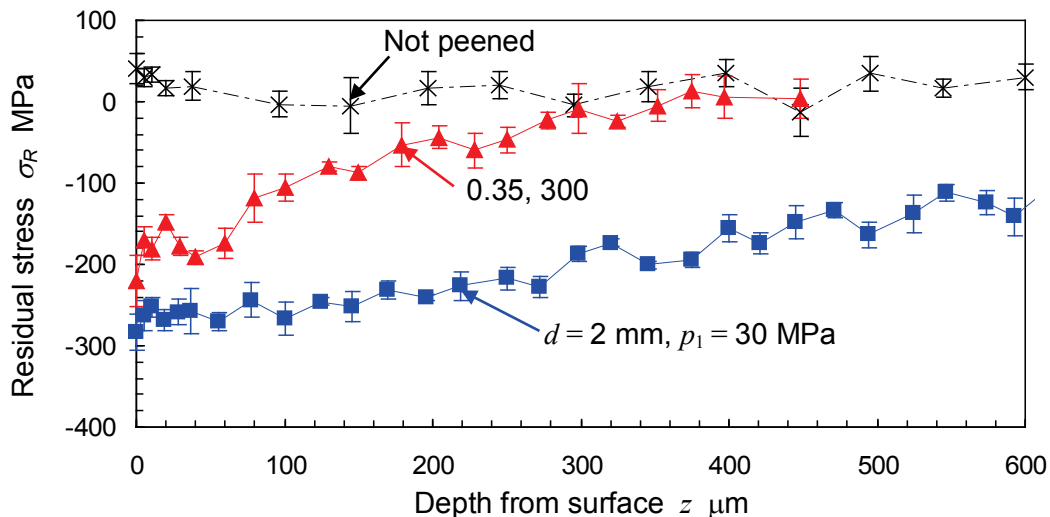 100
0
-100
-200
-300
-400
Residual stress σR MPa
Not peened
0.35, 300
d = 2 mm, p1 = 30 MPa
0 100 200 300 400 500 600
Depth from surface z μm